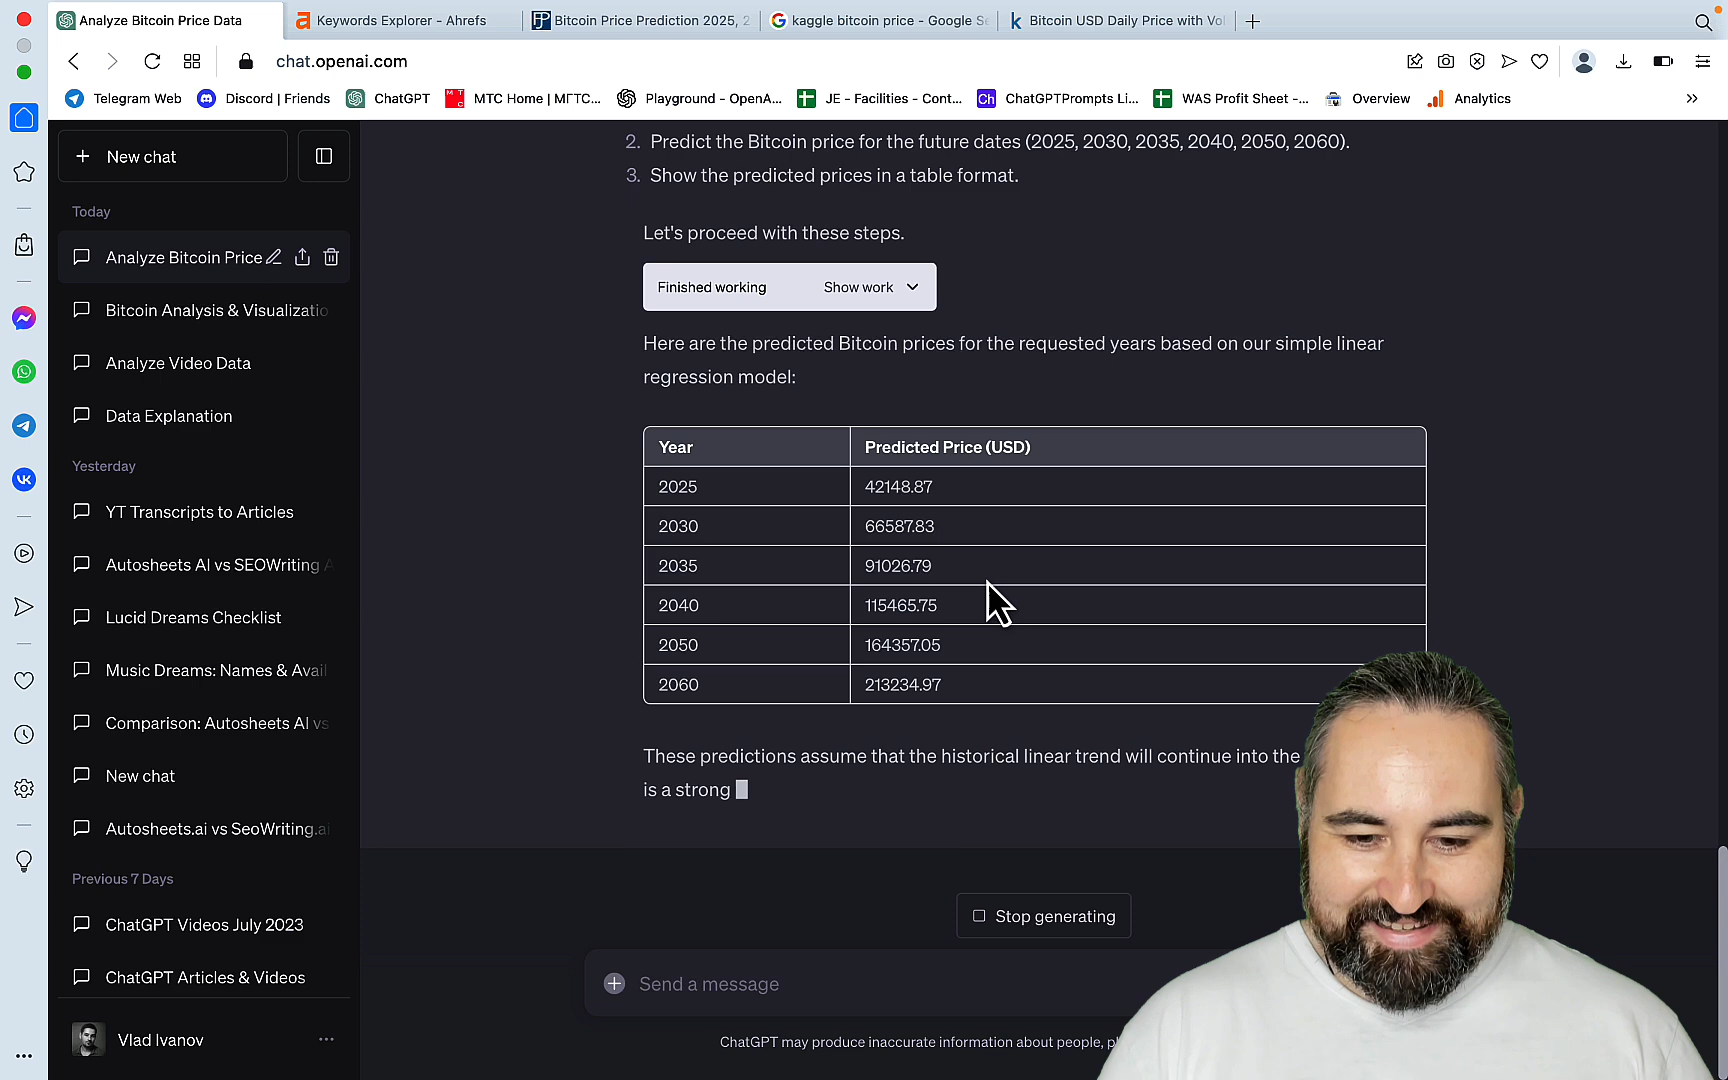 Analyze Bitcoin Price Data
Keywords Explorer - Ahrefs
Bitcoin Price Prediction 2025, 2
kaggle bitcoin price - Google Se
Bitcoin USD Daily Price with Vol
chat.openai.com
Telegram Web
Discord | Friends
ChatGPT
MTC Home | МГТС...
Playground - OpenA...
JE - Facilities - Cont...
ChatGPTPrompts Li...
WAS Profit Sheet -...
Overview
Analytics
New chat
Today
Analyze Bitcoin Price
Bitcoin Analysis & Visualizatio
Analyze Video Data
Data Explanation
Yesterday
YT Transcripts to Articles
Autosheets AI vs SEOWriting A
Lucid Dreams Checklist
Music Dreams: Names & Avail
Comparison: Autosheets AI vs
New chat
Autosheets.ai vs SeoWriting.ai
Previous 7 Days
ChatGPT Videos July 2023
ChatGPT Articles & Videos
Vlad Ivanov
2. Predict the Bitcoin price for the future dates (2025, 2030, 2035, 2040, 2050, 2060).
3. Show the predicted prices in a table format.
Let's proceed with these steps.
Finished working Show work
Here are the predicted Bitcoin prices for the requested years based on our simple linear
regression model:
Year Predicted Price (USD)
2025 42148.87
2030 66587.83
2035 91026.79
2040 115465.75
2050 164357.05
2060 213234.97
These predictions assume that the historical linear trend will continue into the
is a strong
Stop generating
Send a message
ChatGPT may produce inaccurate information about people, pl